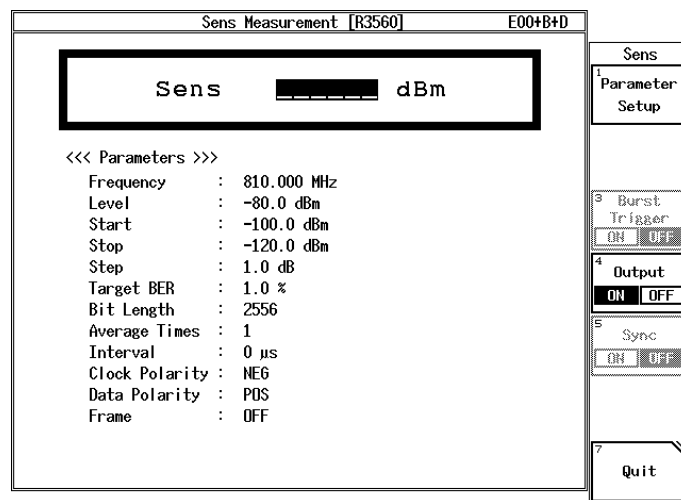 Sens Measurement [R3560] E00+B+D
Sens dBm
<<< Parameters >>>
Frequency : 810.000 MHz
Level : -80.0 dBm
Start : -100.0 dBm
Stop : -120.0 dBm
Step : 1.0 dB
Target BER : 1.0 %
Bit Length : 2556
Average Times : 1
Interval : 0 μs
Clock Polarity : NEG
Data Polarity : POS
Frame : OFF
Sens
1
Parameter
Setup
3 Burst
Trigger
ON OFF
4
Output
ON OFF
5
Sync
ON OFF
7
Quit